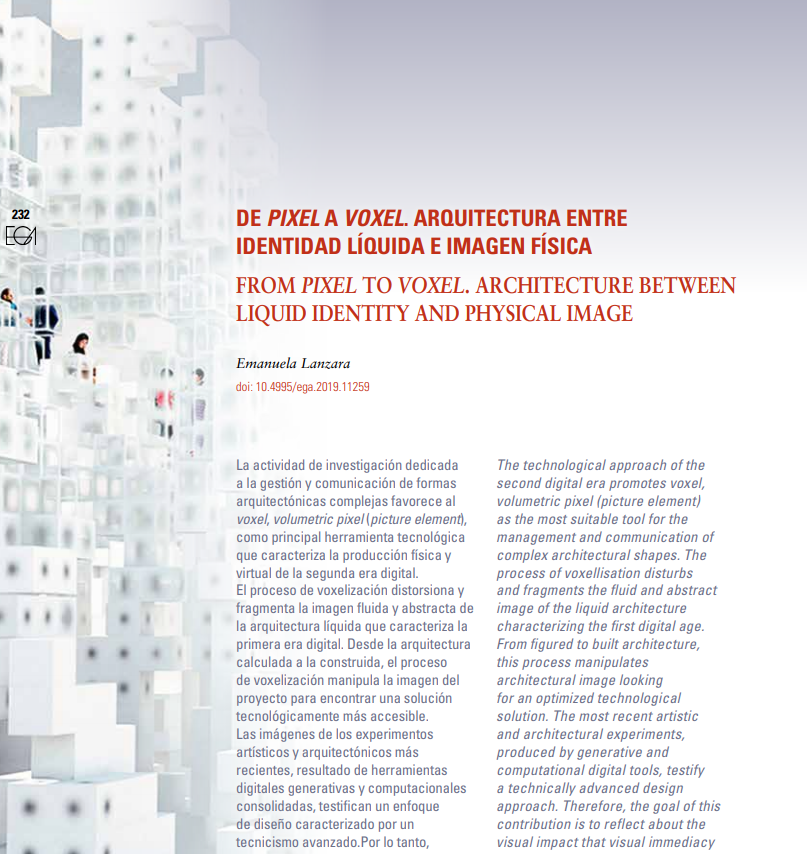 232
EGA
DE PIXEL A VOXEL. ARQUITECTURA ENTRE
IDENTIDAD LÍQUIDA E IMAGEN FÍSICA
FROM PIXEL TO VOXEL. ARCHITECTURE BETWEEN
LIQUID IDENTITY AND PHYSICAL IMAGE
Emanuela Lanzara
doi: 10.4995/ega.2019.11259
La actividad de investigación dedicada
a la gestión y comunicación de formas
arquitectónicas complejas favorece al
voxel, volumetric pixel (picture element),
como principal herramienta tecnológica
que caracteriza la producción física y
virtual de la segunda era digital.
El proceso de voxelización distorsiona y
fragmenta la imagen fluida y abstracta de
la arquitectura líquida que caracteriza la
primera era digital. Desde la arquitectura
calculada a la construida, el proceso
de voxelización manipula la imagen del
proyecto para encontrar una solución
tecnológicamente más accesible.
Las imágenes de los experimentos
artísticos y arquitectónicos más
recientes, resultado de herramientas
digitales generativas y computacionales
consolidadas, testifican un enfoque
de diseño caracterizado por un
tecnicismo avanzado.Por lo tanto,
The technological approach of the
second digital era promotes voxel,
volumetric pixel (picture element)
as the most suitable tool for the
management and communication of
complex architectural shapes. The
process of voxellisation disturbs
and fragments the fluid and abstract
image of the liquid architecture
characterizing the first digital age.
From figured to built architecture,
this process manipulates
architectural image looking
for an optimized technological
solution. The most recent artistic
and architectural experiments,
produced by generative and
computational digital tools, testify
a technically advanced design
approach. Therefore, the goal of this
contribution is to reflect about the
visual impact that visual immediacy